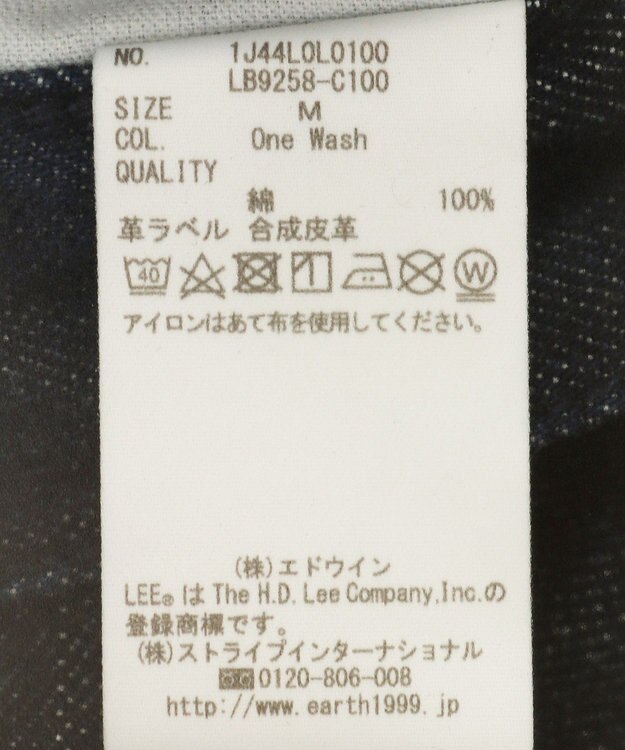 NO. 1J44L0L0100
LB9258-C100
SIZE M
COL. One Wash
QUALITY
綿 100%
革ラベル 合成皮革
40 W
アイロンはあて布を使用してください。
(株)エドウイン
LEE® は The H.D. Lee Company,Inc.の
登録商標です。
(株)ストライプインターナショナル
0120-806-008
http://www.earth1999.jp